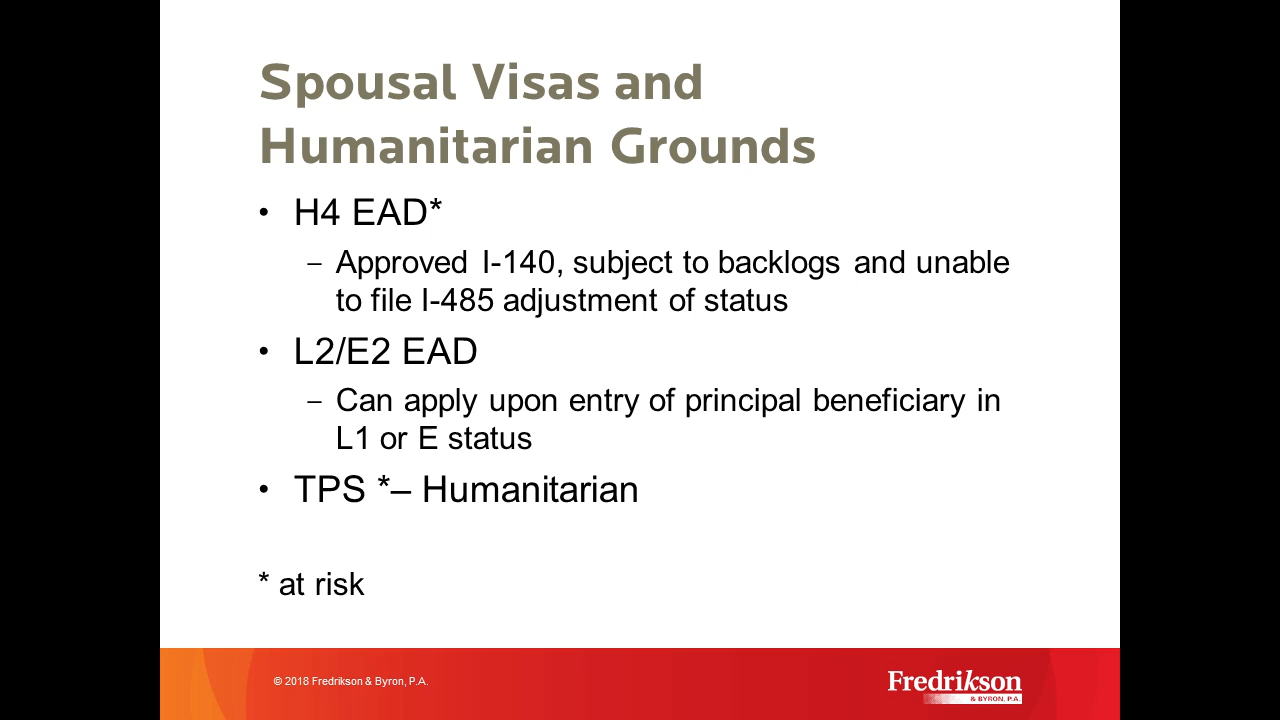 Spousal Visas and
Humanitarian Grounds
• H4 EAD*
– Approved I-140, subject to backlogs and unable
to file I-485 adjustment of status
• L2/E2 EAD
– Can apply upon entry of principal beneficiary in
L1 or E status
• TPS *– Humanitarian
* at risk
© 2018 Fredrikson & Byron, P.A.
Fredrikson
& BYRON, P.A.